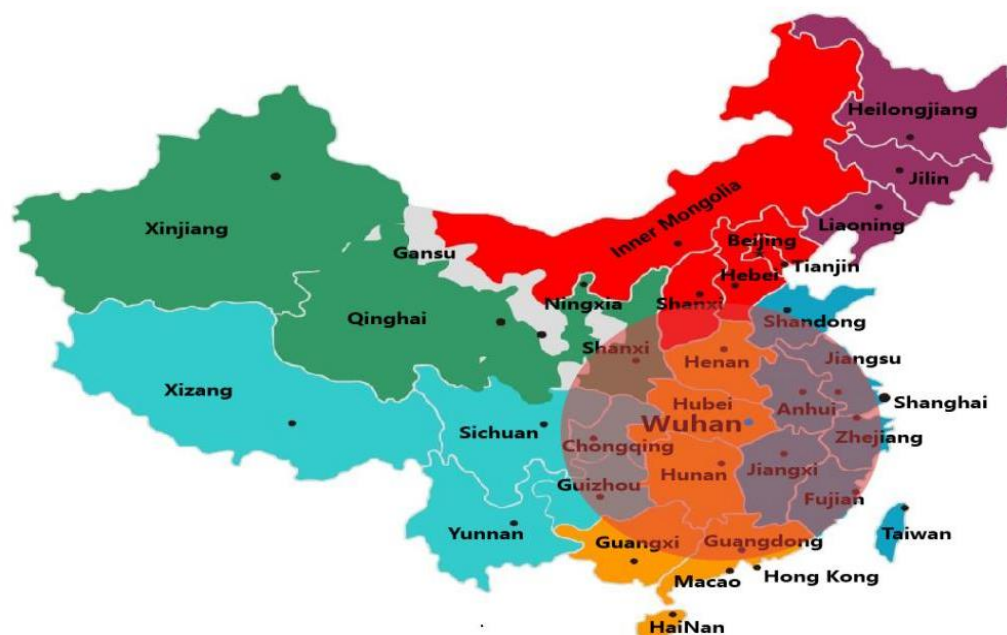 Heilongjiang
Jilin
Liaoning
Inner Mongolia
Xinjiang
Gansu
Beijing
Tianjin
Hebei
Ningxia
Shanxi
Qinghai
Shandong
Shanxi
Henan
Jiangsu
Xizang
Hubei
Anhui
Shanghai
Wuhan
Sichuan
Chongqing
Zhejiang
Hunan
Jiangxi
Guizhou
Fujian
Yunnan
Guangxi
Guangdong
Taiwan
Macao
Hong Kong
HaiNan